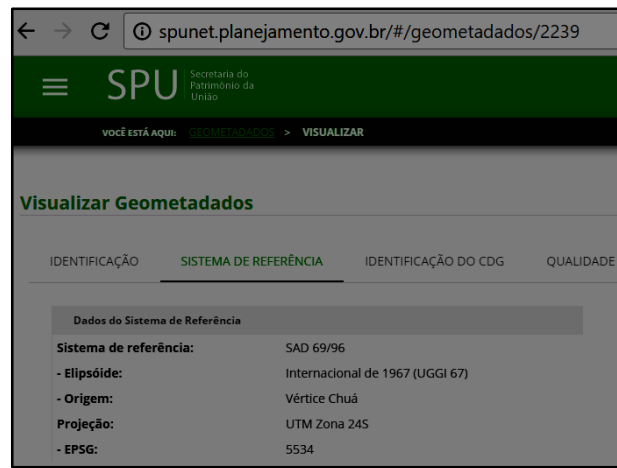 spunet.planejamento.gov.br/#/geometadados/2239
SPU
Secretaria do
Patrimônio da
União
VOCÊ ESTÁ AQUI: GEOMETADADOS > VISUALIZAR
Visualizar Geometadados
IDENTIFICAÇÃO SISTEMA DE REFERÊNCIA IDENTIFICAÇÃO DO CDG QUALIDADE
Dados do Sistema de Referência
Sistema de referência: SAD 69/96
- Elipsóide: Internacional de 1967 (UGGI 67)
- Origem: Vértice Chuá
Projeção: UTM Zona 24S
- EPSG: 5534